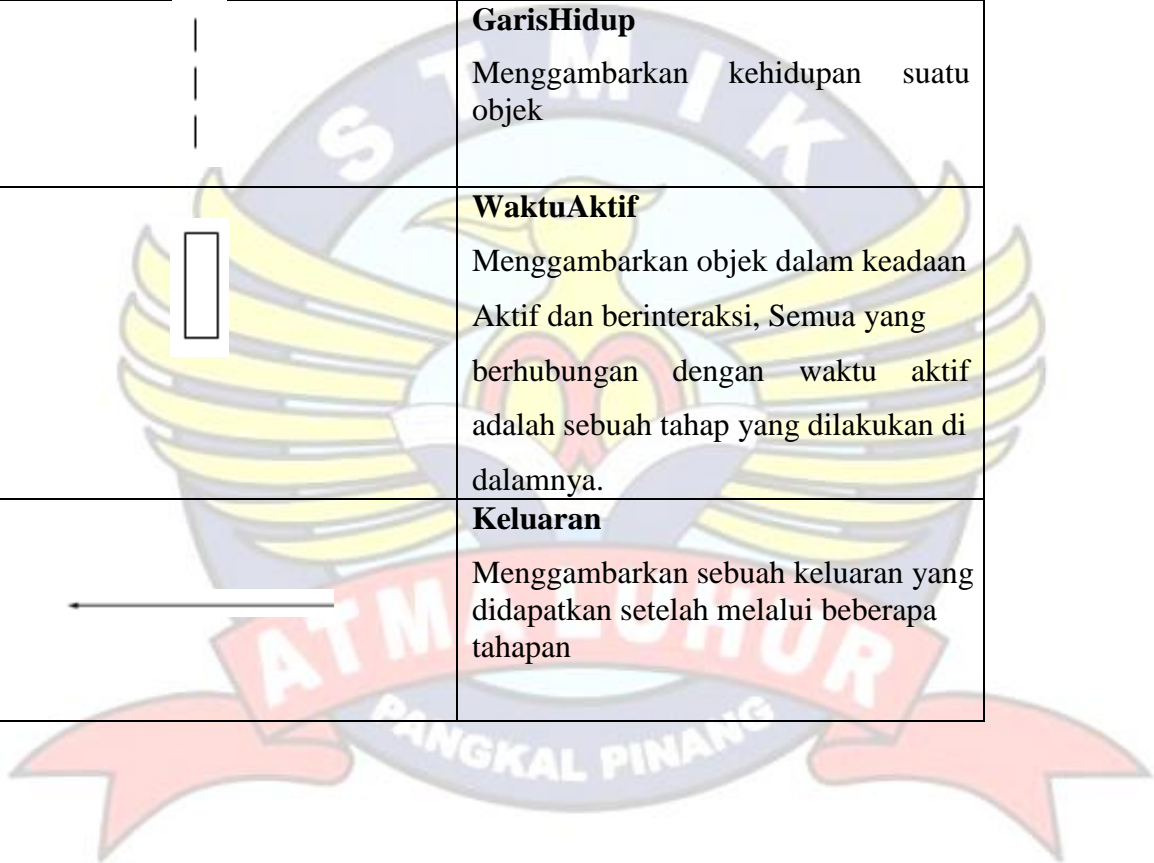 GarisHidup
Menggambarkan kehidupan suatu
objek
WaktuAktif
Menggambarkan objek dalam keadaan
Aktif dan berinteraksi, Semua yang
berhubungan dengan waktu aktif
adalah sebuah tahap yang dilakukan di
dalamnya.
Keluaran
Menggambarkan sebuah keluaran yang
didapatkan setelah melalui beberapa
tahapan
STMIK
ATMA LUHUR
PANGKAL PINANG